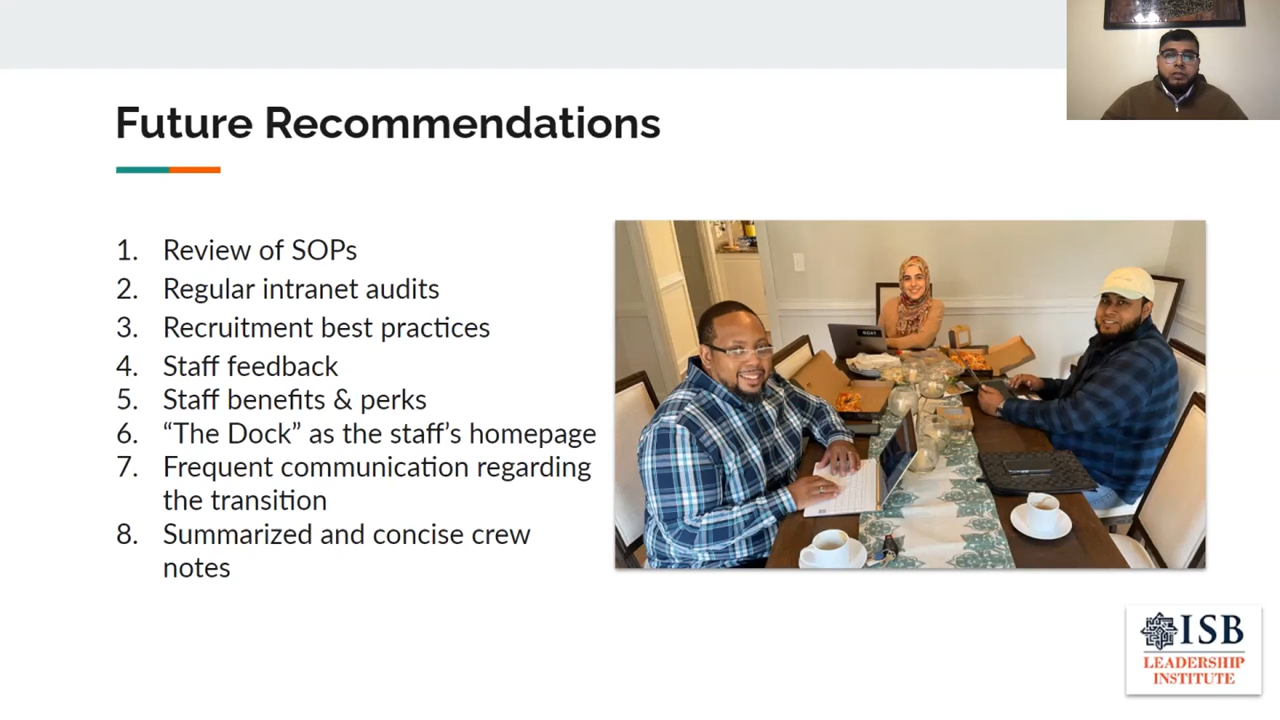 Future Recommendations
1. Review of SOPs
2. Regular intranet audits
3. Recruitment best practices
4. Staff feedback
5. Staff benefits & perks
6. “The Dock” as the staff’s homepage
7. Frequent communication regarding
the transition
8. Summarized and concise crew
notes
ISB
LEADERSHIP
INSTITUTE